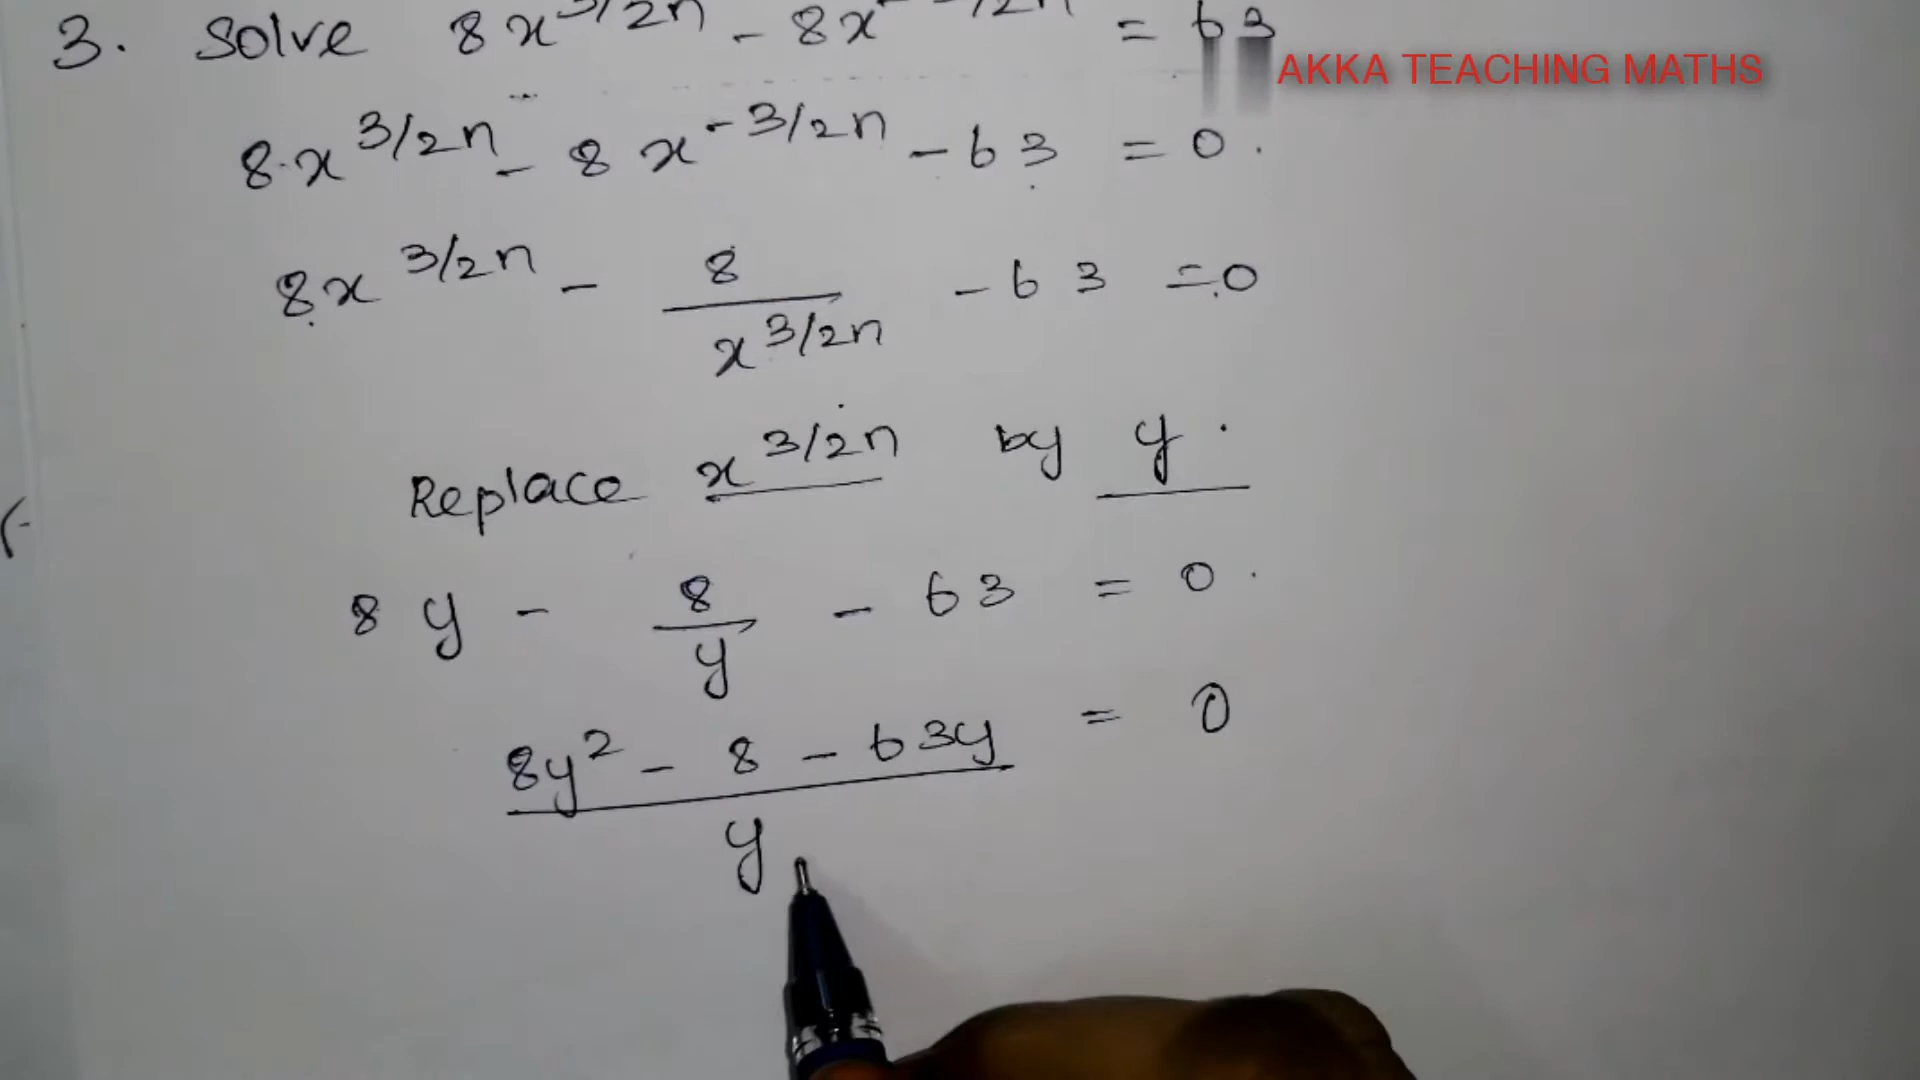 3. Solve 8x^3/2n - 8x^-3/2n = 63
AKKA TEACHING MATHS
8.x^3/2n - 8x^-3/2n - 63 = 0.
8x^3/2n - 8/x^3/2n - 63 = 0
Replace x^3/2n by y.
8y - 8/y - 63 = 0.
8y² - 8 - 63y = 0
y